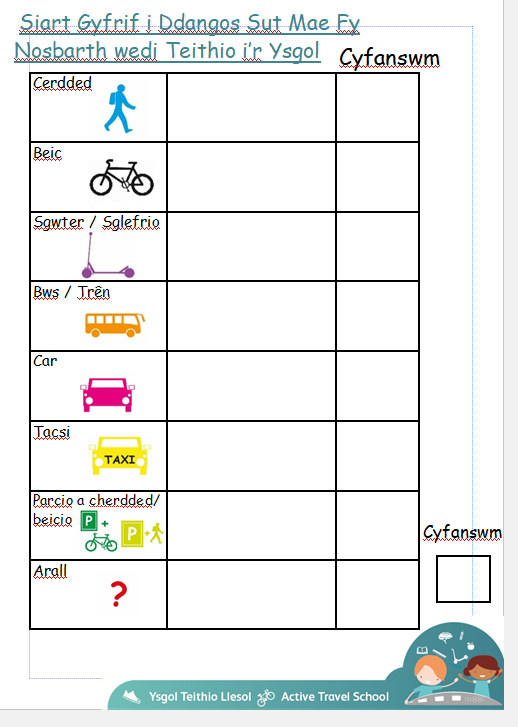 Siart Gyfrif i Ddangos Sut Mae Fy
Nosbarth wedi Teithio i'r Ysgol
Cyfanswm
Cerdded
Beic
Sgwter / Sglefrio
Bws / Trên
Car
Tacsi
TAXI
Parcio a cherdded/
beicio
P +
P +
Arall
?
Cyfanswm
Ysgol Teithio Llesol
Active Travel School